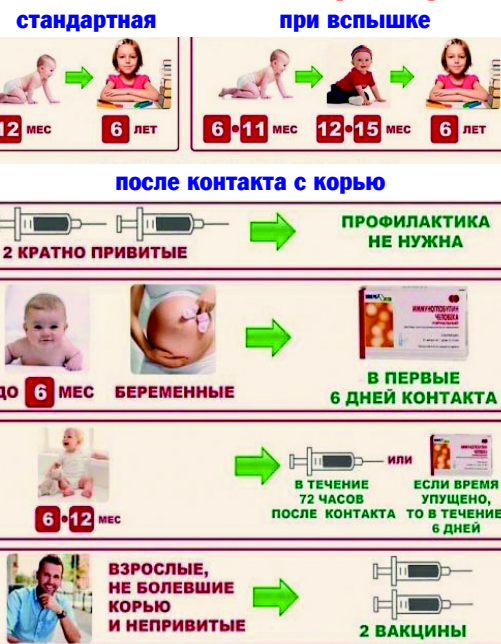 стандартная
при вспышке
12 МЕС
6 ЛЕТ
6•11 МЕС
12•15 МЕС
6 ЛЕТ
после контакта с корью
2 КРАТНО ПРИВИТЫЕ
ПРОФИЛАКТИКА
НЕ НУЖНА
ИММУНОГЛОБУЛИН
ЧЕЛОВЕКА
ДО 6 МЕС
БЕРЕМЕННЫЕ
В ПЕРВЫЕ
6 ДНЕЙ КОНТАКТА
6•12 МЕС
ИЛИ
В ТЕЧЕНИЕ
72 ЧАСОВ
ПОСЛЕ КОНТАКТА
ЕСЛИ ВРЕМЯ
УПУЩЕНО,
ТО В ТЕЧЕНИЕ
6 ДНЕЙ
ВЗРОСЛЫЕ,
НЕ БОЛЕВШИЕ
КОРЬЮ
И НЕПРИВИТЫЕ
2 ВАКЦИНЫ